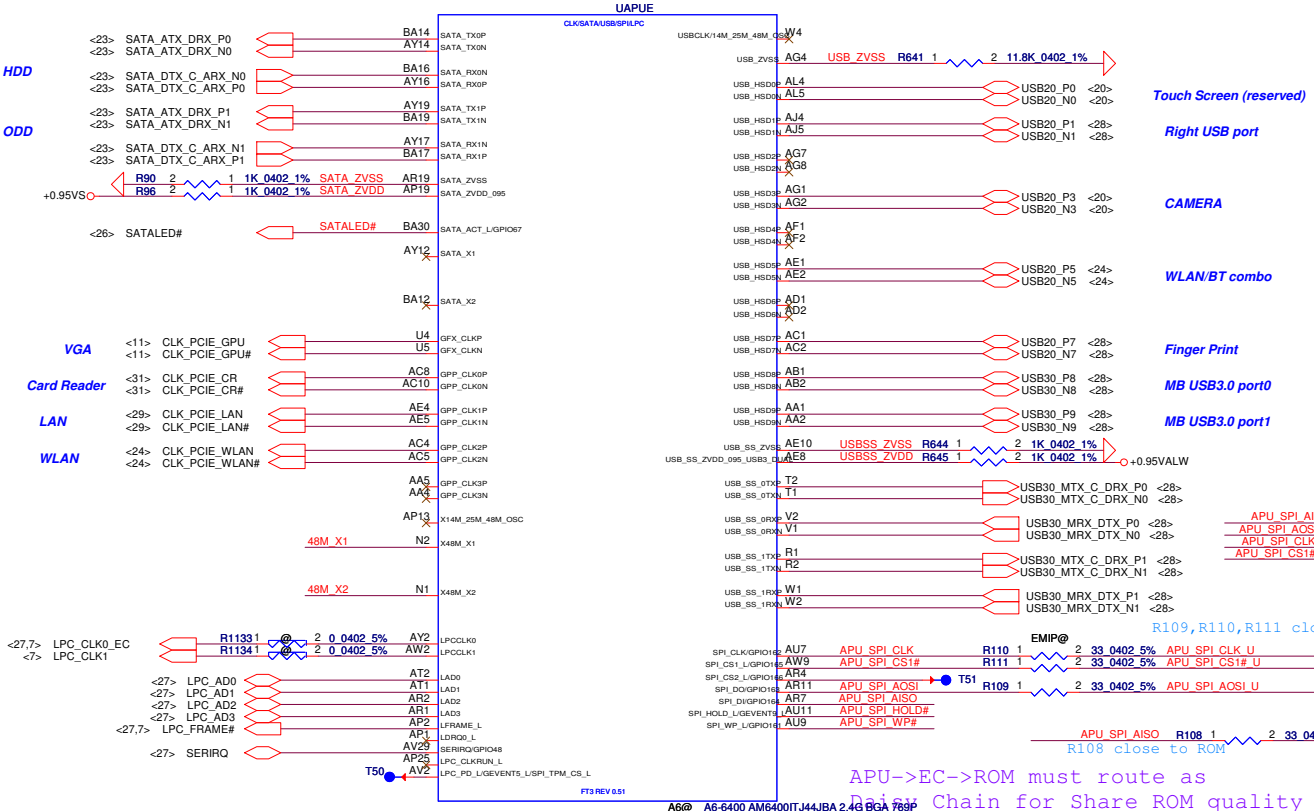 UAPUE
CLK/SATA/USB/SPI/LPC
HDD
<23> SATA_ATX_DRX_P0 BA14 SATA_TX0P
<23> SATA_ATX_DRX_N0 AY14 SATA_TX0N
<23> SATA_DTX_C_ARX_N0 BA16 SATA_RX0N
<23> SATA_DTX_C_ARX_P0 AY16 SATA_RX0P
ODD
<23> SATA_ATX_DRX_P1 AY19 SATA_TX1P
<23> SATA_ATX_DRX_N1 BA19 SATA_TX1N
<23> SATA_DTX_C_ARX_N1 AY17 SATA_RX1N
<23> SATA_DTX_C_ARX_P1 BA17 SATA_RX1P
R90 2 1 1K_0402_1% SATA_ZVSS AR19 SATA_ZVSS
+0.95VS R96 2 1 1K_0402_1% SATA_ZVDD AP19 SATA_ZVDD_095
<26> SATALED# SATALED# BA30 SATA_ACT_L/GPIO67
AY12 SATA_X1
BA12 SATA_X2
VGA
<11> CLK_PCIE_GPU U4 GFX_CLKP
<11> CLK_PCIE_GPU# U5 GFX_CLKN
Card Reader
<31> CLK_PCIE_CR AC8 GPP_CLK0P
<31> CLK_PCIE_CR# AC10 GPP_CLK0N
LAN
<29> CLK_PCIE_LAN AE4 GPP_CLK1P
<29> CLK_PCIE_LAN# AE5 GPP_CLK1N
WLAN
<24> CLK_PCIE_WLAN AC4 GPP_CLK2P
<24> CLK_PCIE_WLAN# AC5 GPP_CLK2N
AA5 GPP_CLK3P
AA4 GPP_CLK3N
AP13 X14M_25M_48M_OSC
48M_X1 N2 X48M_X1
48M_X2 N1 X48M_X2
<27,7> LPC_CLK0_EC R1133 1 @ 2 0_0402_5% AY2 LPCCLK0
<7> LPC_CLK1 R1134 1 @ 2 0_0402_5% AW2 LPCCLK1
<27> LPC_AD0 AT2 LAD0
<27> LPC_AD1 AT1 LAD1
<27> LPC_AD2 AR2 LAD2
<27> LPC_AD3 AR1 LAD3
<27,7> LPC_FRAME# AP2 LFRAME_L
AP1 LDRQ0_L
<27> SERIRQ AV29 SERIRQ/GPIO48
AP25 LPC_CLKRUN_L
T50 AV2 LPC_PD_L/GEVENT5_L/SPI_TPM_CS_L
USBCLK/14M_25M_48M_OSC W4
USB_ZVSS AG4 USB_ZVSS R641 1 2 11.8K_0402_1%
USB_HSD0P AL4 USB20_P0 <20>
USB_HSD0N AL5 USB20_N0 <20>
Touch Screen (reserved)
USB_HSD1P AJ4 USB20_P1 <28>
USB_HSD1N AJ5 USB20_N1 <28>
Right USB port
USB_HSD2P AG7
USB_HSD2N AG8
USB_HSD3P AG1 USB20_P3 <20>
USB_HSD3N AG2 USB20_N3 <20>
CAMERA
USB_HSD4P AF1
USB_HSD4N AF2
USB_HSD5P AE1 USB20_P5 <24>
USB_HSD5N AE2 USB20_N5 <24>
WLAN/BT combo
USB_HSD6P AD1
USB_HSD6N AD2
USB_HSD7P AC1 USB20_P7 <28>
USB_HSD7N AC2 USB20_N7 <28>
Finger Print
USB_HSD8P AB1 USB30_P8 <28>
USB_HSD8N AB2 USB30_N8 <28>
MB USB3.0 port0
USB_HSD9P AA1 USB30_P9 <28>
USB_HSD9N AA2 USB30_N9 <28>
MB USB3.0 port1
USB_SS_ZVSS AE10 USBSS_ZVSS R644 1 2 1K_0402_1%
USB_SS_ZVDD_095_USB3_DUAL AE8 USBSS_ZVDD R645 1 2 1K_0402_1% +0.95VALW
USB_SS_0TXP T2 USB30_MTX_C_DRX_P0 <28>
USB_SS_0TXN T1 USB30_MTX_C_DRX_N0 <28>
USB_SS_0RXP V2 USB30_MRX_DTX_P0 <28>
USB_SS_0RXN V1 USB30_MRX_DTX_N0 <28>
USB_SS_1TXP R1 USB30_MTX_C_DRX_P1 <28>
USB_SS_1TXN R2 USB30_MTX_C_DRX_N1 <28>
USB_SS_1RXP W1 USB30_MRX_DTX_P1 <28>
USB_SS_1RXN W2 USB30_MRX_DTX_N1 <28>
APU_SPI_AI
APU_SPI_AOS
APU_SPI_CLK
APU_SPI_CS1#
R109,R110,R111 clo
EMIP@
SPI_CLK/GPIO162 AU7 APU_SPI_CLK R110 1 2 33_0402_5% APU_SPI_CLK_U
SPI_CS1_L/GPIO165 AW9 APU_SPI_CS1# R111 1 2 33_0402_5% APU_SPI_CS1#_U
SPI_CS2_L/GPIO166 AR4 T51
SPI_DO/GPIO163 AR11 APU_SPI_AOSI R109 1 2 33_0402_5% APU_SPI_AOSI_U
SPI_DI/GPIO164 AR7 APU_SPI_AISO
SPI_HOLD_L/GEVENT9_L AU11 APU_SPI_HOLD#
SPI_WP_L/GPIO161 AU9 APU_SPI_WP#
APU_SPI_AISO R108 1 2 33_04
R108 close to ROM
APU->EC->ROM must route as
Daisy Chain for Share ROM quality
FT3 REV 0.51
A6@ A6-6400 AM6400ITJ44JBA 2.4G BGA 769P